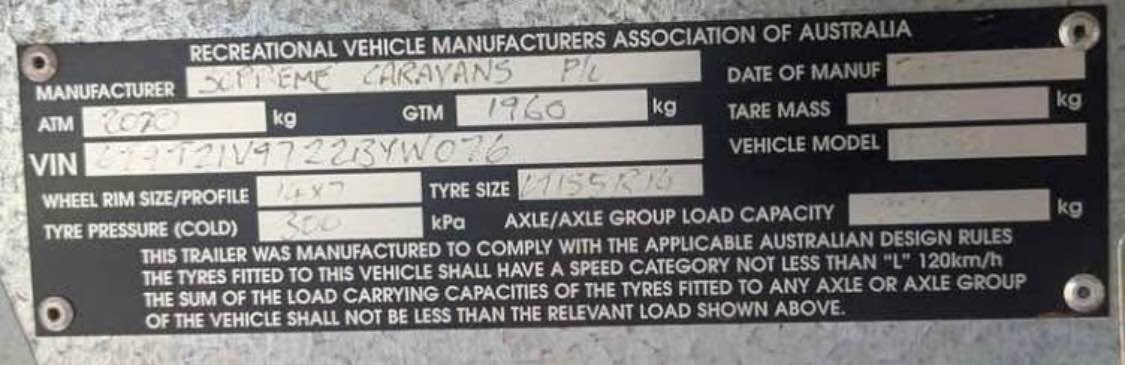 RECREATIONAL VEHICLE MANUFACTURERS ASSOCIATION OF AUSTRALIA
MANUFACTURER SUPREME CARAVANS P/L DATE OF MANUF
ATM 2070 kg GTM 1960 kg TARE MASS kg
VIN VEHICLE MODEL
WHEEL RIM SIZE/PROFILE 14x7 TYRE SIZE
TYRE PRESSURE (COLD) 300 kPa AXLE/AXLE GROUP LOAD CAPACITY kg
THIS TRAILER WAS MANUFACTURED TO COMPLY WITH THE APPLICABLE AUSTRALIAN DESIGN RULES
THE TYRES FITTED TO THIS VEHICLE SHALL HAVE A SPEED CATEGORY NOT LESS THAN "L" 120km/h
THE SUM OF THE LOAD CARRYING CAPACITIES OF THE TYRES FITTED TO ANY AXLE OR AXLE GROUP
OF THE VEHICLE SHALL NOT BE LESS THAN THE RELEVANT LOAD SHOWN ABOVE.